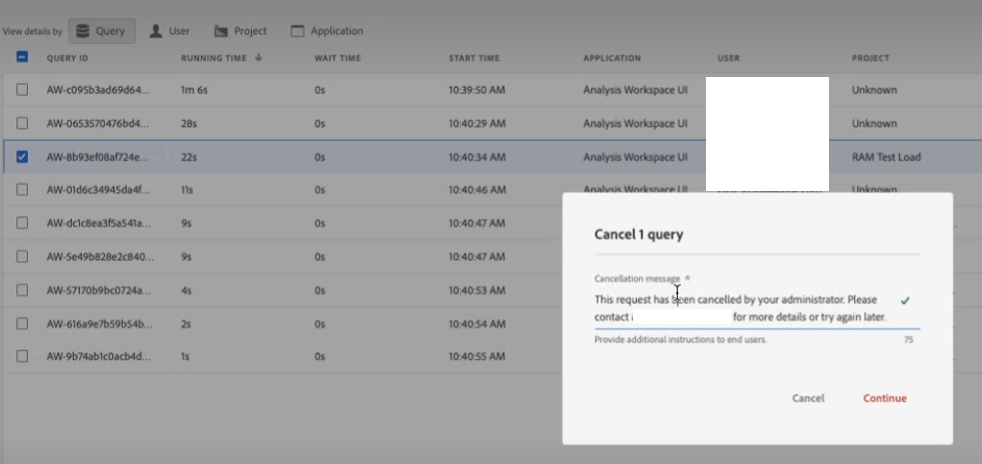 View details by Query User Project Application
QUERY ID RUNNING TIME WAIT TIME START TIME APPLICATION USER PROJECT
AW-c095b3ad69d64... 1m 6s 0s 10:39:50 AM Analysis Workspace UI Unknown
AW-0653570476bd4... 28s 0s 10:40:29 AM Analysis Workspace UI Unknown
AW-8b93ef08af724e... 22s 0s 10:40:34 AM Analysis Workspace UI RAM Test Load
AW-01d6c34945da4f... 11s 0s 10:40:46 AM Analysis Workspace UI Unknown
AW-dc1c8ea3f5a541a... 9s 0s 10:40:47 AM
AW-5e49b828e2c840... 9s 0s 10:40:47 AM
AW-57170b9bc0724a... 4s 0s 10:40:53 AM
AW-616a9e7b59b54b... 2s 0s 10:40:54 AM
AW-9b74ab1c0acb4d... 1s 0s 10:40:55 AM
Cancel 1 query
Cancellation message *
This request has been cancelled by your administrator. Please
contact for more details or try again later.
Provide additional instructions to end users. 75
Cancel Continue